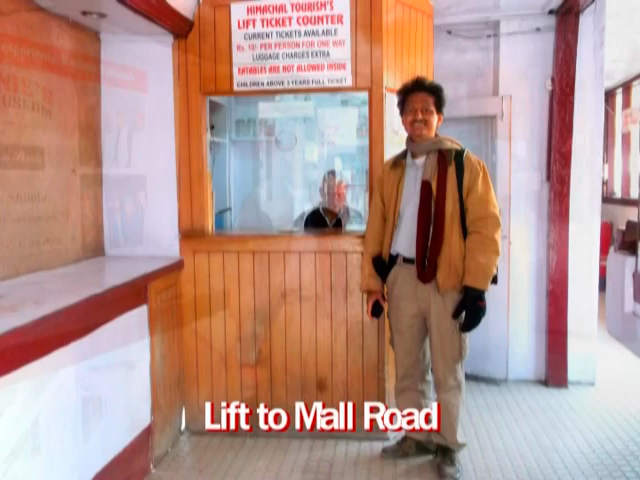 HIMACHAL TOURISM'S
LIFT TICKET COUNTER
CURRENT TICKETS AVAILABLE
Rs. 10/- PER PERSON FOR ONE WAY
LUGGAGE CHARGES EXTRA
EATABLES ARE NOT ALLOWED INSIDE
CHILDREN ABOVE 3 YEARS FULL TICKET
Lift to Mall Road